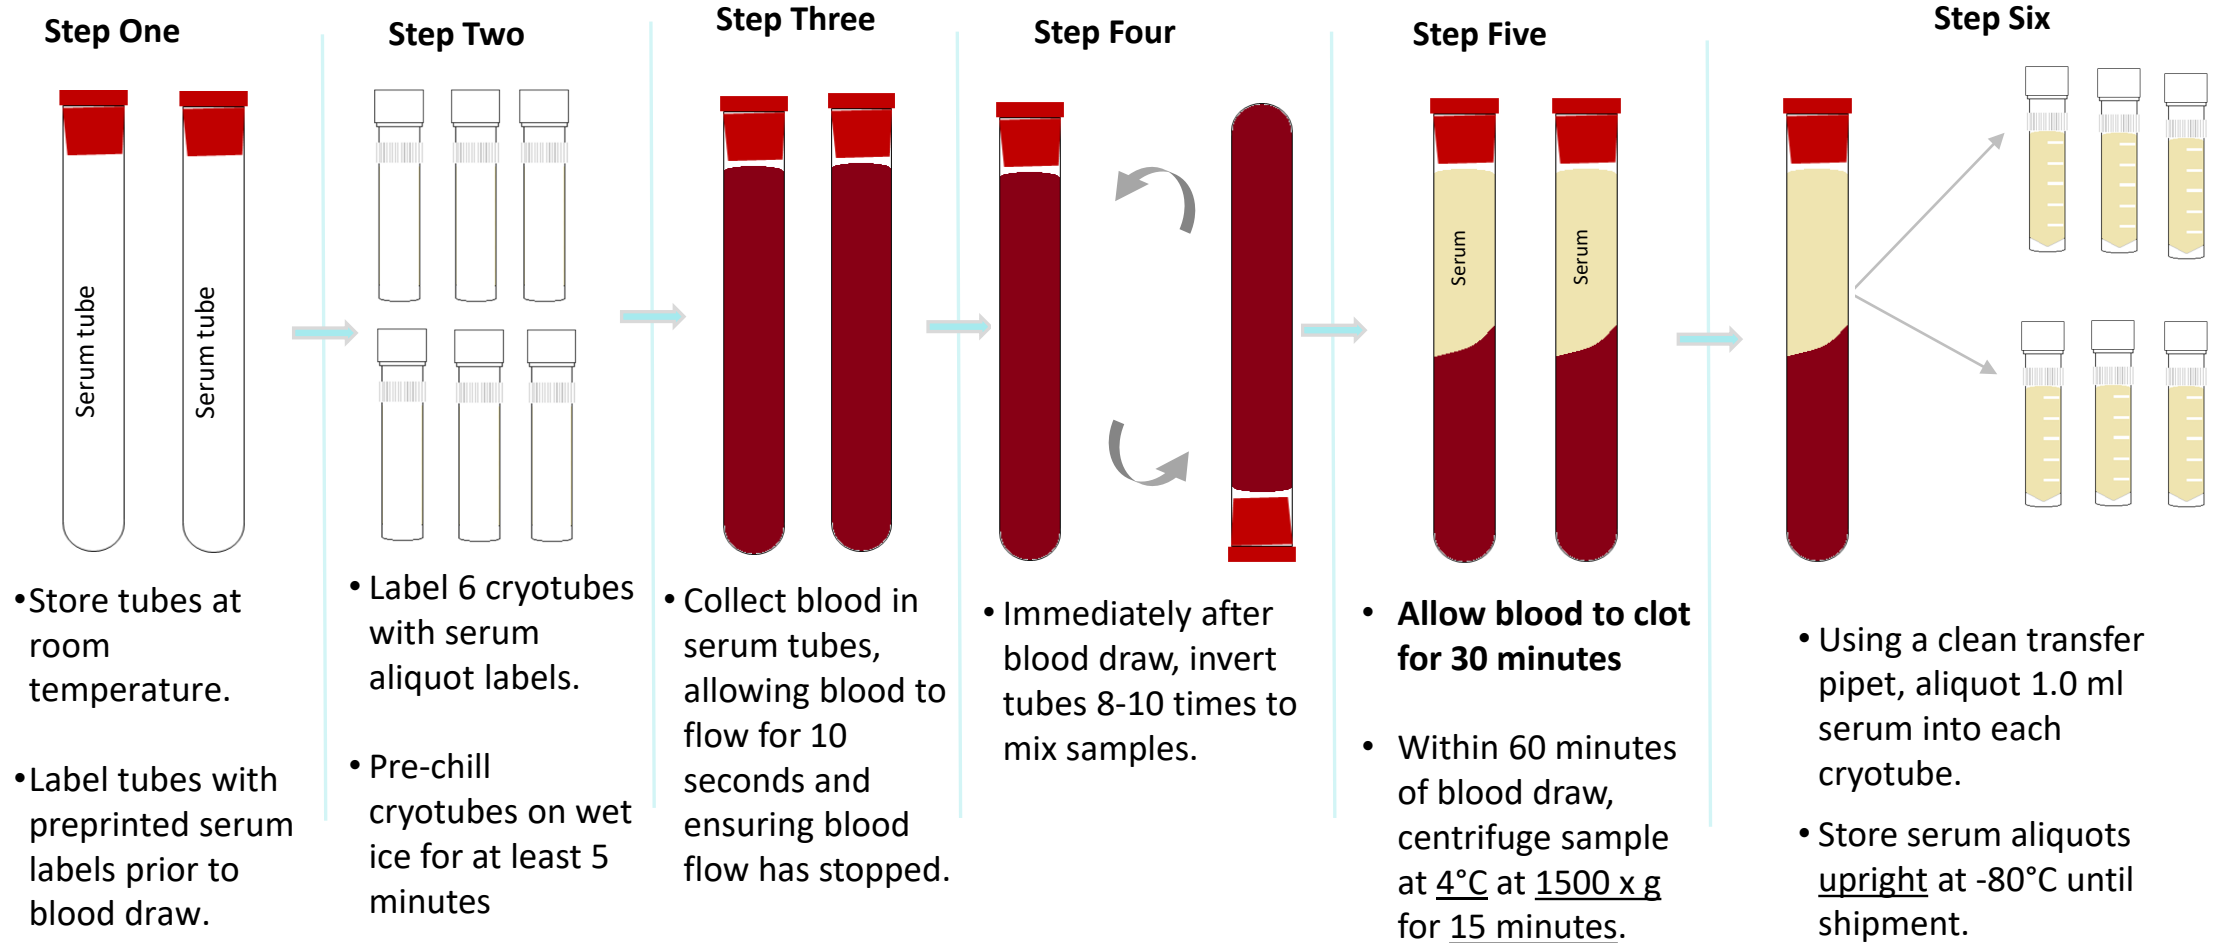 Step One
Serum tube
Serum tube
•Store tubes at
room
temperature.
•Label tubes with
preprinted serum
labels prior to
blood draw.
Step Two
• Label 6 cryotubes
with serum
aliquot labels.
• Pre-chill
cryotubes on wet
ice for at least 5
minutes
Step Three
• Collect blood in
serum tubes,
allowing blood to
flow for 10
seconds and
ensuring blood
flow has stopped.
Step Four
• Immediately after
blood draw, invert
tubes 8-10 times to
mix samples.
Step Five
Serum
Serum
• Allow blood to clot
for 30 minutes
• Within 60 minutes
of blood draw,
centrifuge sample
at 4°C at 1500 x g
for 15 minutes.
Step Six
• Using a clean transfer
pipet, aliquot 1.0 ml
serum into each
cryotube.
• Store serum aliquots
upright at -80°C until
shipment.